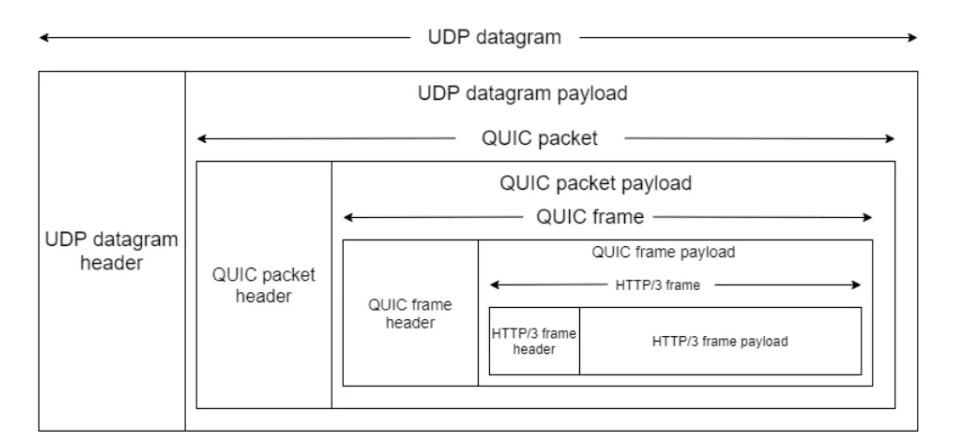 UDP datagram
UDP datagram payload
QUIC packet
QUIC packet payload
QUIC frame
UDP datagram
header
QUIC frame payload
QUIC packet
header
HTTP/3 frame
QUIC frame
header
HTTP/3 frame
header
HTTP/3 frame payload